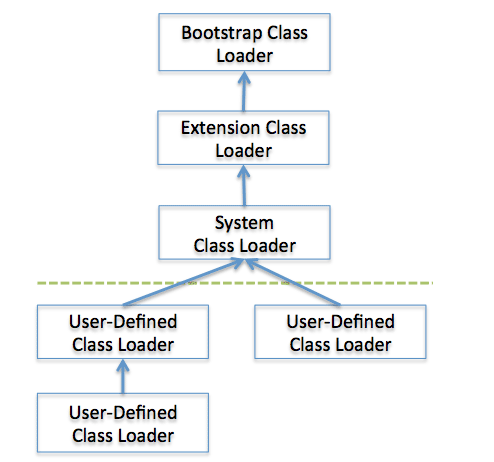 Bootstrap Class
Loader
Extension Class
Loader
System
Class Loader
User-Defined
Class Loader
User-Defined
Class Loader
User-Defined
Class Loader